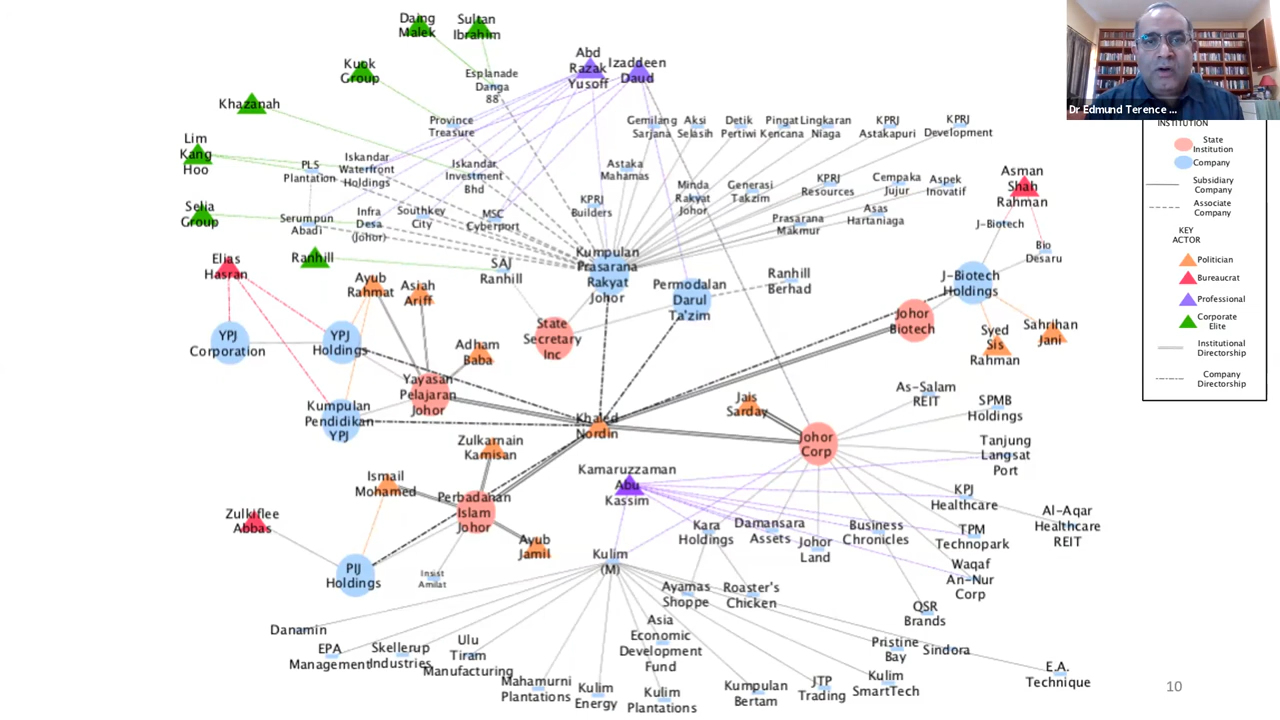 Daing
Malek
Sultan
Ibrahim
Kuok
Group
Esplanade
Danga
88
Abd
Razak
Yusoff
Izaddeen
Daud
Dr Edmund Terence ...
Khazanah
Province
Treasure
Gemilang
Sarjana
Aksi
Selasih
Detik
Pertiwi
Pingat
Kencana
Lingkaran
Niaga
KPRJ
Astakapuri
KPRJ
Development
Lim
Kang
Hoo
PLS
Plantation
Iskandar
Waterfront
Holdings
Iskandar
Investment
Bhd
Astaka
Mahamas
Minda
Rakyat
Johor
Generasi
Takzim
KPRJ
Resources
Cempaka
Jujur
Aspek
Inovatif
Asman
Shah
Rahman
Selia
Group
Serumpun
Abadi
Infra
Desa
(Johor)
Southkey
City
MSC
Cyberport
KPRJ
Builders
Prasarana
Makmur
Asas
Hartaniaga
J-Biotech
Bio
Desaru
Elias
Hasran
Ranhill
SAJ
Ranhill
Kumpulan
Prasarana
Rakyat
Johor
Permodalan
Darul
Ta'zim
Ranhill
Berhad
J-Biotech
Holdings
Ayub
Rahmat
Asiah
Ariff
YPJ
Corporation
YPJ
Holdings
State
Secretary
Inc
Johor
Biotech
Syed
Sis
Rahman
Sahrihan
Jani
Adham
Baba
Yayasan
Pelajaran
Johor
Kumpulan
Pendidikan
YPJ
Khaled
Nordin
Jais
Sarday
Johor
Corp
As-Salam
REIT
SPMB
Holdings
Tanjung
Langsat
Port
Zulkarnain
Kamisan
Ismail
Mohamed
Perbadanan
Islam
Johor
Kamaruzzaman
Abu
Kassim
KPJ
Healthcare
Al-Aqar
Healthcare
REIT
Zulkiflee
Abbas
Ayub
Jamil
Kara
Holdings
Damansara
Assets
Johor
Land
Business
Chronicles
TPM
Technopark
Waqaf
An-Nur
Corp
PIJ
Holdings
Insist
Amilat
Kulim
(M)
Ayamas
Shoppe
Roaster's
Chicken
QSR
Brands
Danamin
EPA
Management
Skellerup
Industries
Ulu
Tiram
Manufacturing
Asia
Economic
Development
Fund
Pristine
Bay
Sindora
E.A.
Technique
Mahamurni
Plantations
Kulim
Energy
Kulim
Plantations
Kumpulan
Bertam
JTP
Trading
Kulim
SmartTech
10
INSTITUTION
State
Institution
Company
Subsidiary
Company
Associate
Company
KEY
ACTOR
Politician
Bureaucrat
Professional
Corporate
Elite
Institutional
Directorship
Company
Directorship